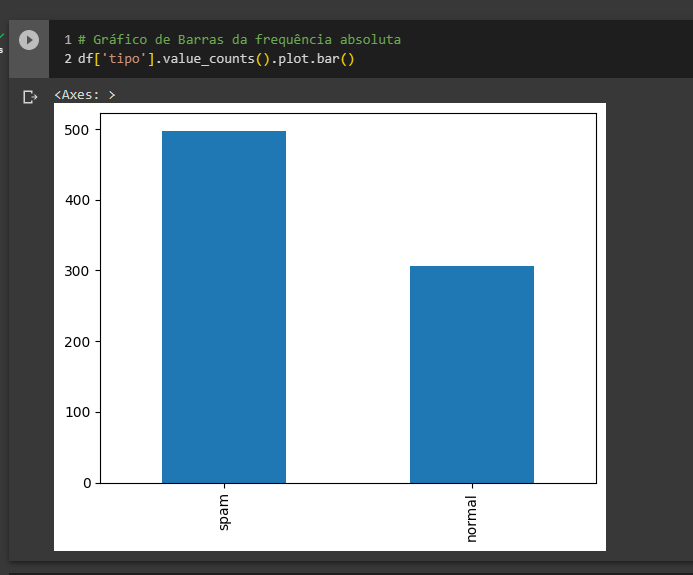 1 # Gráfico de Barras da frequência absoluta
2 df['tipo'].value_counts().plot.bar()
<Axes: >
500
400
300
200
100
0
spam
normal